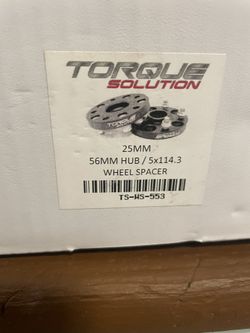 TORQUE
SOLUTION
25MM
56MM HUB / 5x114.3
WHEEL SPACER
TS-WS-553